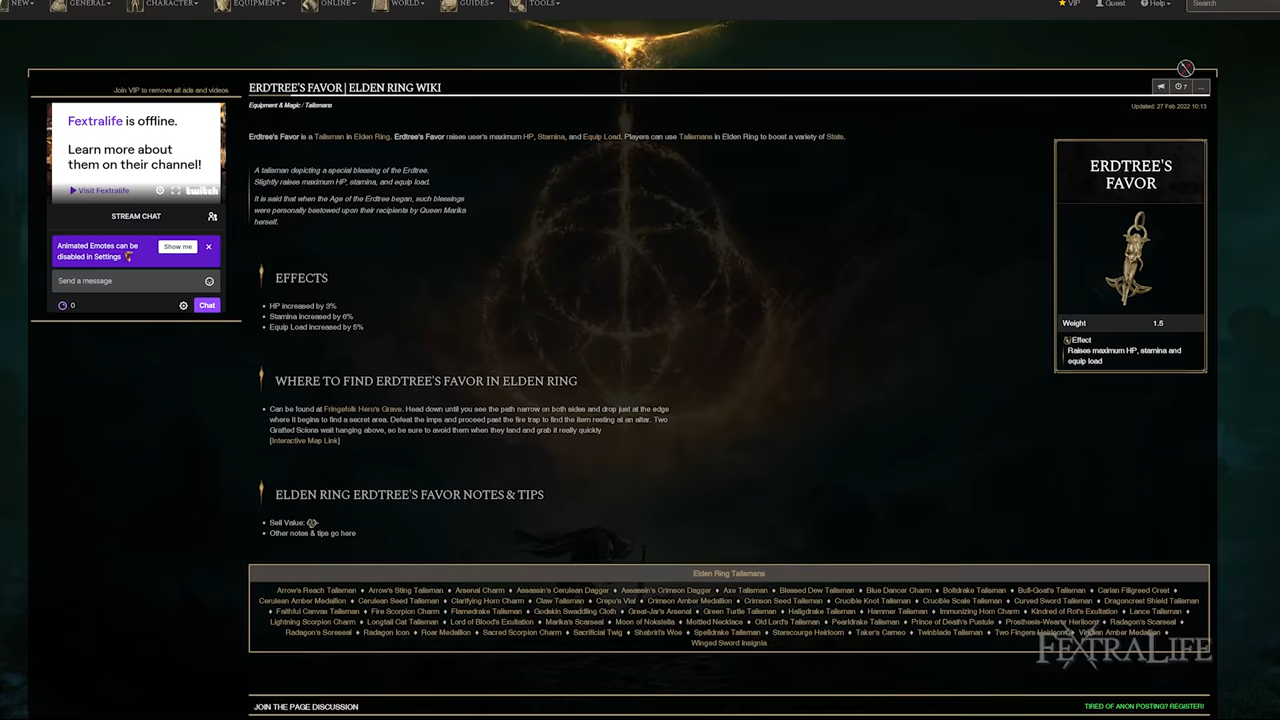 NEW
GENERAL
CHARACTER
EQUIPMENT
ONLINE
WORLD
GUIDES
TOOLS
VIP
Guest
Help
Search
Join VIP to remove all ads and videos
Fextralife is offline.
Learn more about
them on their channel!
Visit Fextralife
twitch
STREAM CHAT
Animated Emotes can be
disabled in Settings
Show me
Send a message
0
Chat
ERDTREE'S FAVOR | ELDEN RING WIKI
7
...
Equipment & Magic / Talismans
Updated: 27 Feb 2022 10:13
Erdtree's Favor is a Talisman in Elden Ring. Erdtree's Favor raises user's maximum HP, Stamina, and Equip Load. Players can use Talismans in Elden Ring to boost a variety of Stats.
A talisman depicting a special blessing of the Erdtree.
Slightly raises maximum HP, stamina, and equip load.
It is said that when the Age of the Erdtree began, such blessings
were personally bestowed upon their recipients by Queen Marika
herself.
EFFECTS
HP increased by 3%
Stamina increased by 6%
Equip Load increased by 5%
WHERE TO FIND ERDTREE'S FAVOR IN ELDEN RING
Can be found at Fringefolk Hero's Grave. Head down until you see the path narrow on both sides and drop just at the edge
where it begins to find a secret area. Defeat the imps and proceed past the fire trap to find the item resting at an altar. Two
Grafted Scions wait hanging above, so be sure to avoid them when they land and grab it really quickly
[Interactive Map Link]
ELDEN RING ERDTREE'S FAVOR NOTES & TIPS
Sell Value:
Other notes & tips go here
ERDTREE'S
FAVOR
Weight 1.5
Effect
Raises maximum HP, stamina and
equip load
Elden Ring Talismans
Arrow's Reach Talisman ♦ Arrow's Sting Talisman ♦ Arsenal Charm ♦ Assassin's Cerulean Dagger ♦ Assassin's Crimson Dagger ♦ Axe Talisman ♦ Blessed Dew Talisman ♦ Blue Dancer Charm ♦ Boltdrake Talisman ♦ Bull-Goat's Talisman ♦ Carian Filigreed Crest ♦
Cerulean Amber Medallion ♦ Cerulean Seed Talisman ♦ Clarifying Horn Charm ♦ Claw Talisman ♦ Crepu's Vial ♦ Crimson Amber Medallion ♦ Crimson Seed Talisman ♦ Crucible Knot Talisman ♦ Crucible Scale Talisman ♦ Curved Sword Talisman ♦ Dragoncrest Shield Talisman
♦ Faithful Canvas Talisman ♦ Fire Scorpion Charm ♦ Flamedrake Talisman ♦ Godskin Swaddling Cloth ♦ Great-Jar's Arsenal ♦ Green Turtle Talisman ♦ Haligdrake Talisman ♦ Hammer Talisman ♦ Immunizing Horn Charm ♦ Kindred of Rot's Exultation ♦ Lance Talisman ♦
Lightning Scorpion Charm ♦ Longtail Cat Talisman ♦ Lord of Blood's Exultation ♦ Marika's Scarseal ♦ Moon of Nokstella ♦ Mottled Necklace ♦ Old Lord's Talisman ♦ Pearldrake Talisman ♦ Prince of Death's Pustule ♦ Prosthesis-Wearer Heirloom ♦ Radagon's Scarseal ♦
Radagon's Soreseal ♦ Radagon Icon ♦ Roar Medallion ♦ Sacred Scorpion Charm ♦ Sacrificial Twig ♦ Shabriri's Woe ♦ Spelldrake Talisman ♦ Starscourge Heirloom ♦ Taker's Cameo ♦ Twinblade Talisman ♦ Two Fingers Heirloom ♦ Viridian Amber Medallion ♦
Winged Sword Insignia
FEXTRALIFE
JOIN THE PAGE DISCUSSION
TIRED OF ANON POSTING? REGISTER!